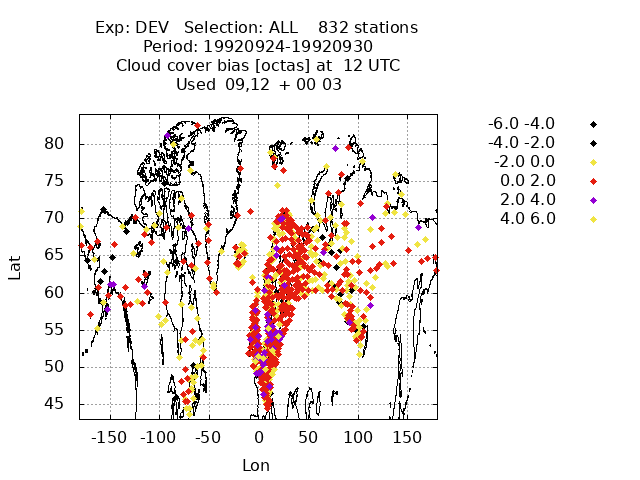 Exp: DEV Selection: ALL 832 stations
Period: 19920924-19920930
Cloud cover bias [octas] at 12 UTC
Used 09,12 + 00 03
-6.0 -4.0
-4.0 -2.0
-2.0 0.0
0.0 2.0
2.0 4.0
4.0 6.0
80
75
70
65
60
55
50
45
Lat
-150 -100 -50 0 50 100 150
Lon